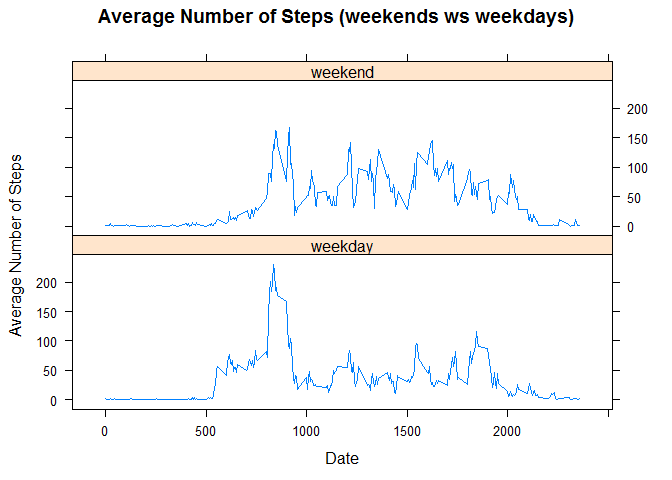 Average Number of Steps (weekends ws weekdays)
weekend
200
150
100
50
0
weekday
200
150
100
50
0
0 500 1000 1500 2000
Average Number of Steps
Date